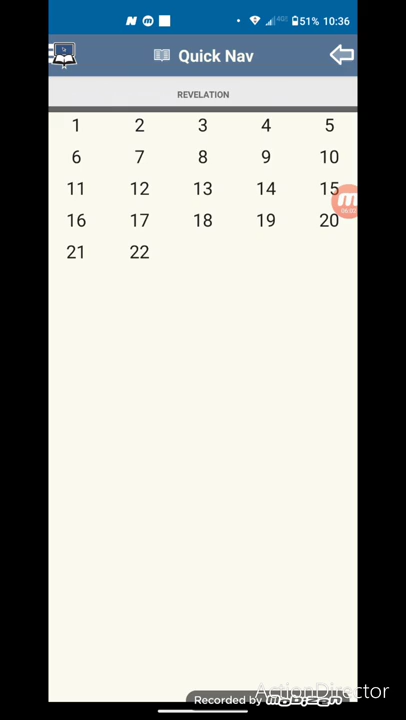 51% 10:36
Quick Nav
REVELATION
1 2 3 4 5
6 7 8 9 10
11 12 13 14 15
16 17 18 19 20
21 22
ActionDirector
Recorded by MOBIZEN